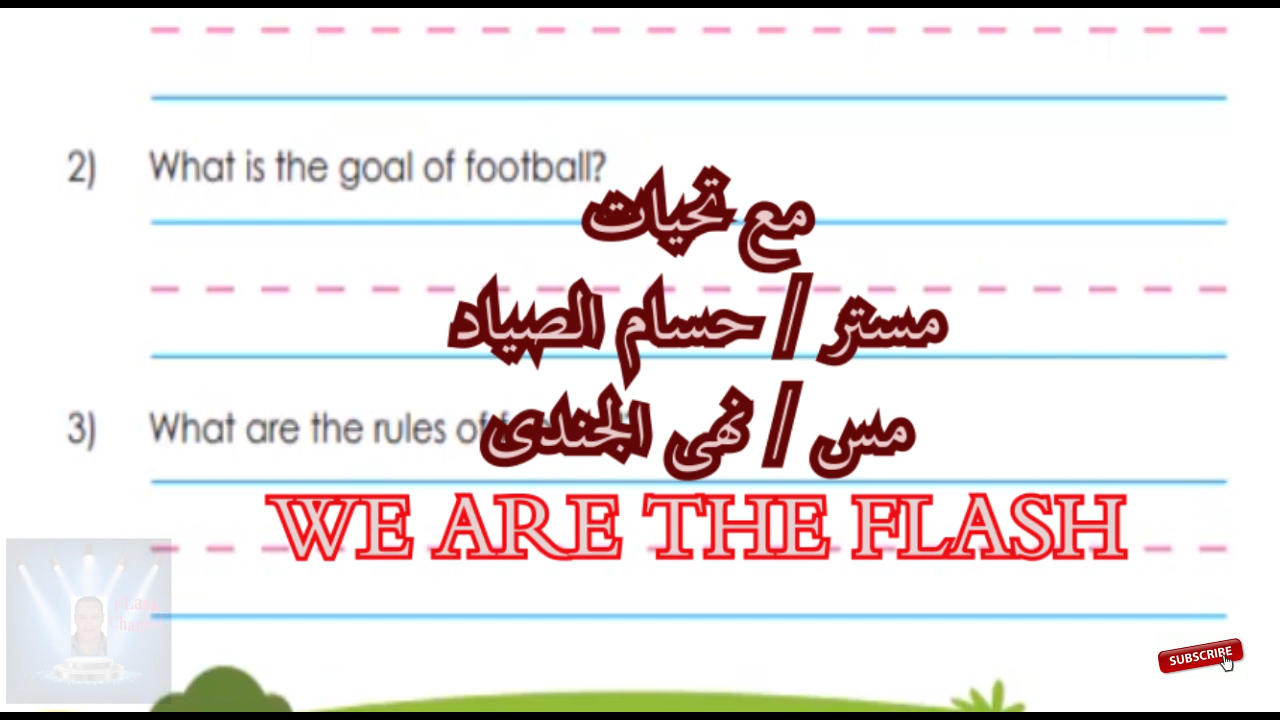 2) What is the goal of football?
مع تحيات
مستر / حسام الصياد
3) What are the rules of
مس / نهى الجندى
WE ARE THE FLASH
SUBSCRIBE